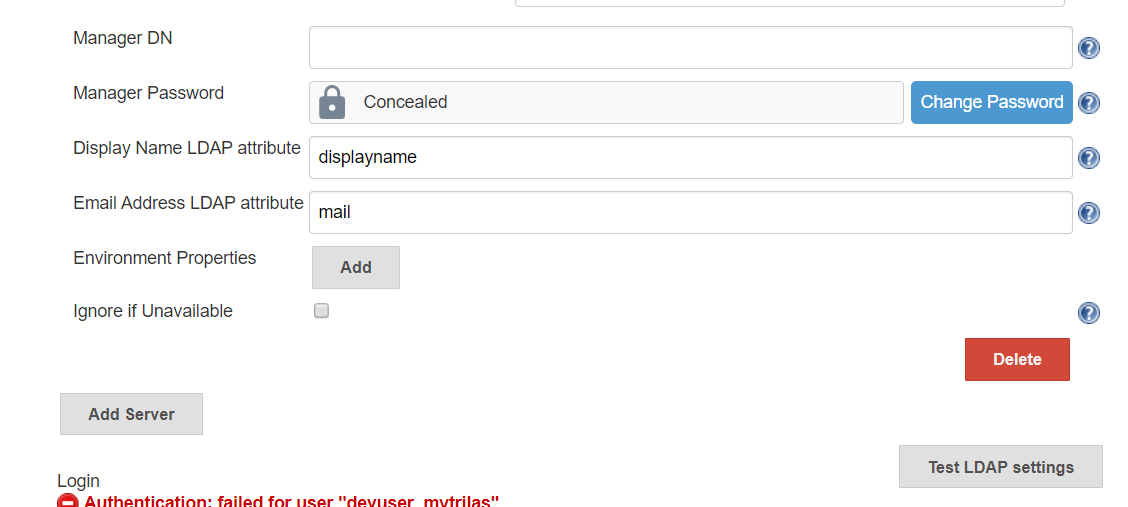 Manager DN
Manager Password
Concealed
Change Password
Display Name LDAP attribute
displayname
Email Address LDAP attribute
mail
Environment Properties
Add
Ignore if Unavailable
Delete
Add Server
Test LDAP settings
Login
Authentication: failed for user "devuser_mytrilas"